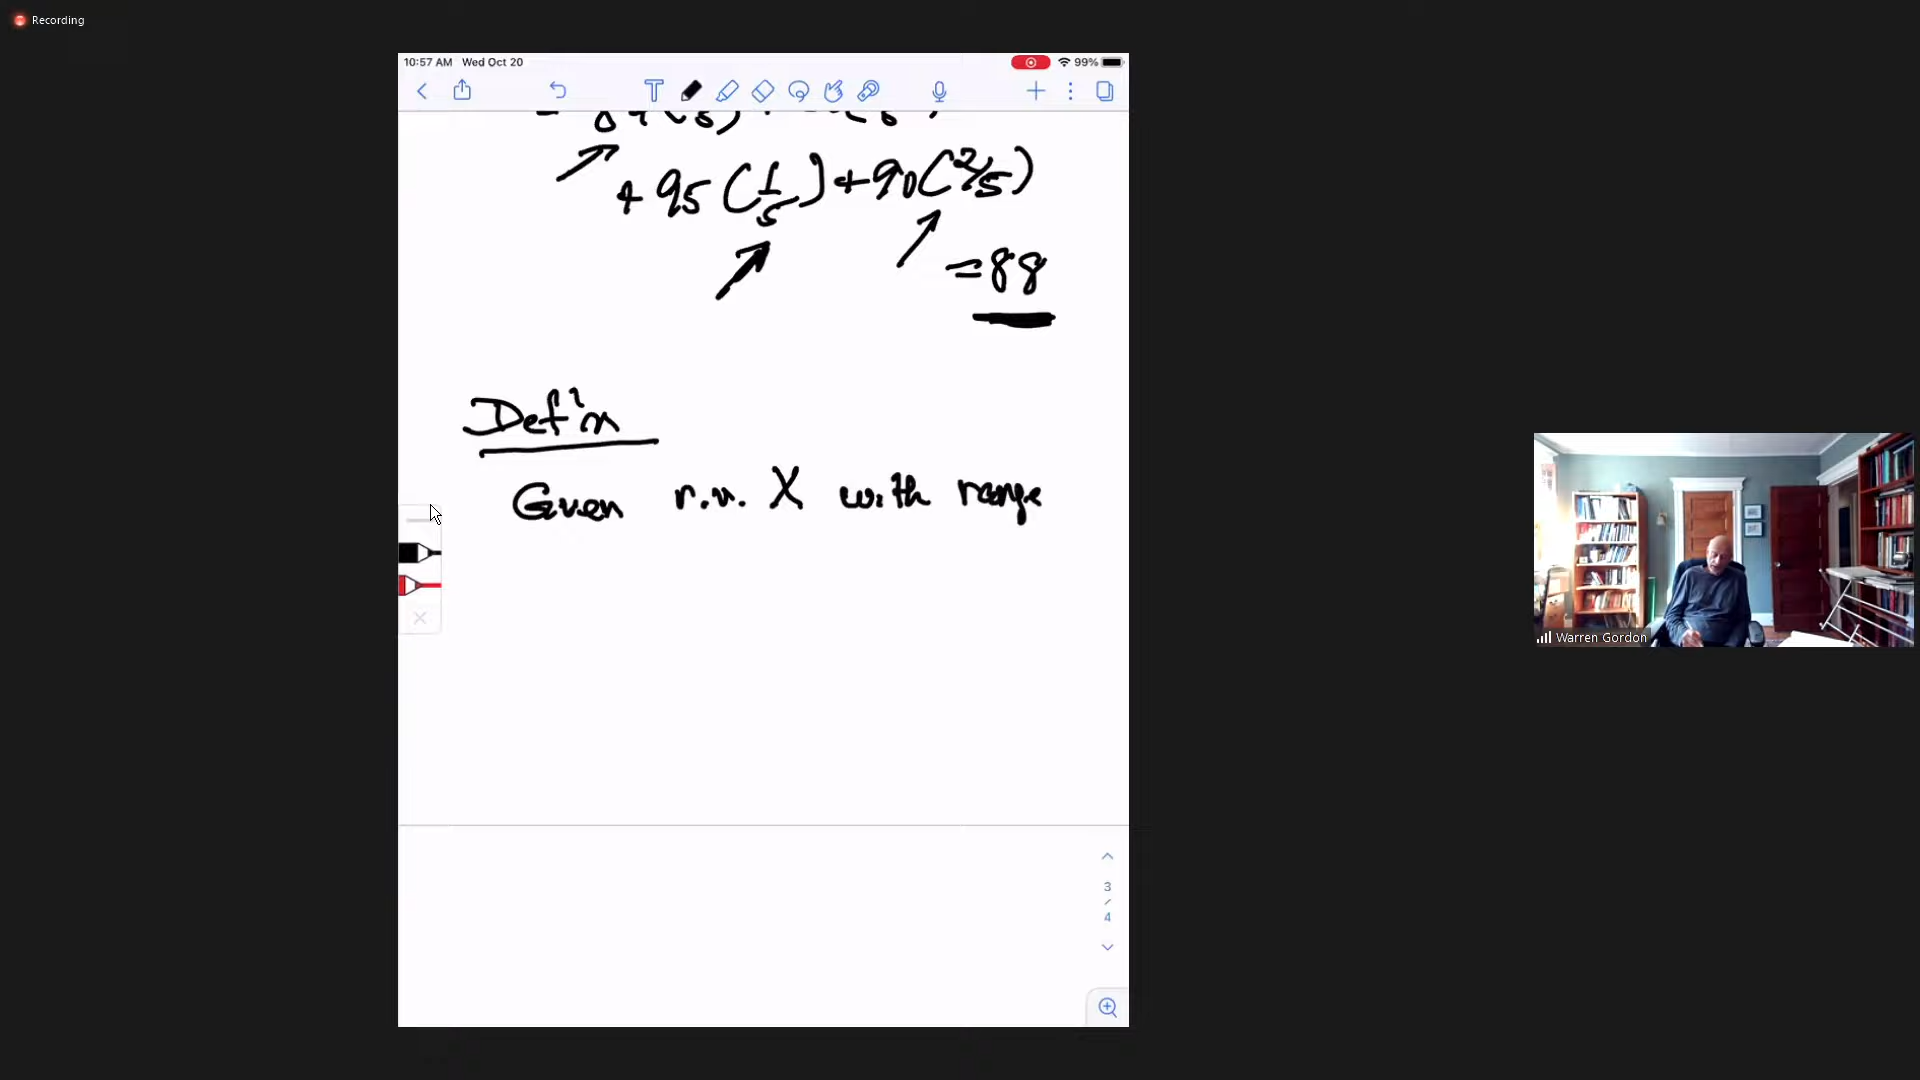 Recording
10:57 AM Wed Oct 20
99%
T
+ 95 (1/5) + 90 (2/5)
= 88
Def'n
Given r.v. X with range
3
/
4
Warren Gordon